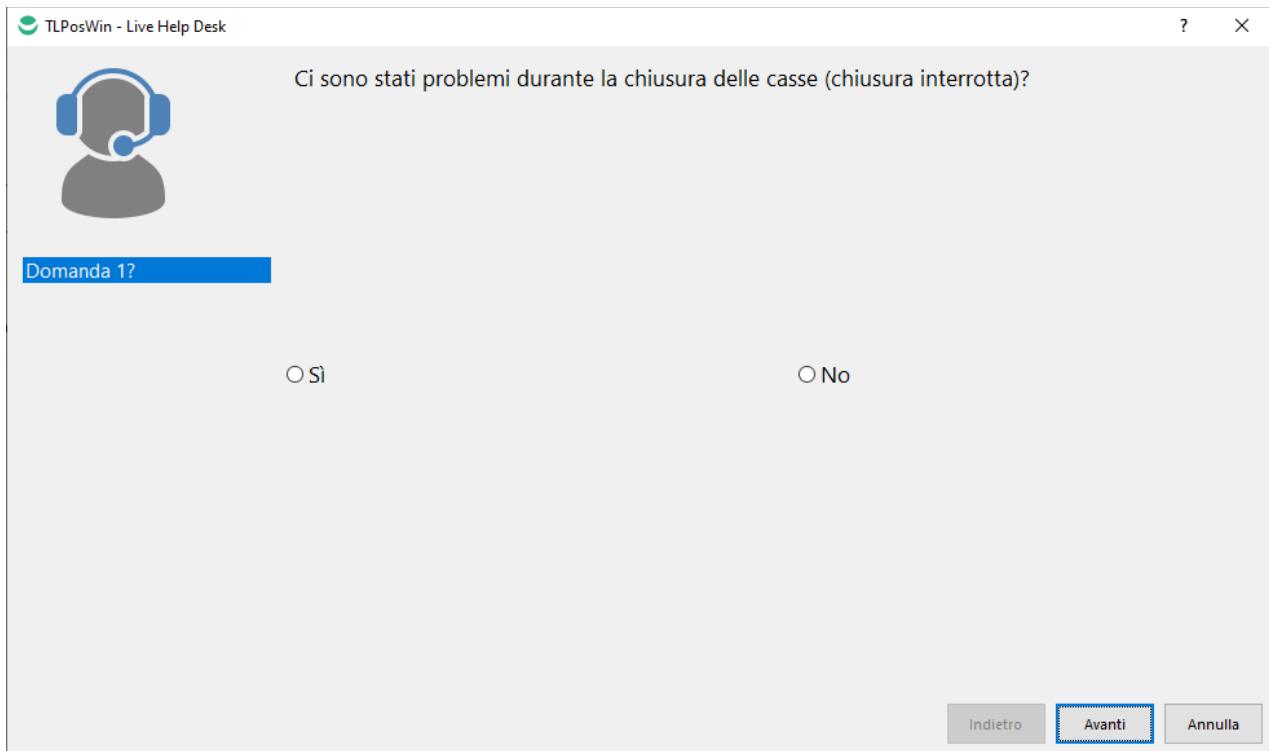 TLPosWin - Live Help Desk
?
Ci sono stati problemi durante la chiusura delle casse (chiusura interrotta)?
Domanda 1?
Sì
No
Indietro
Avanti
Annulla